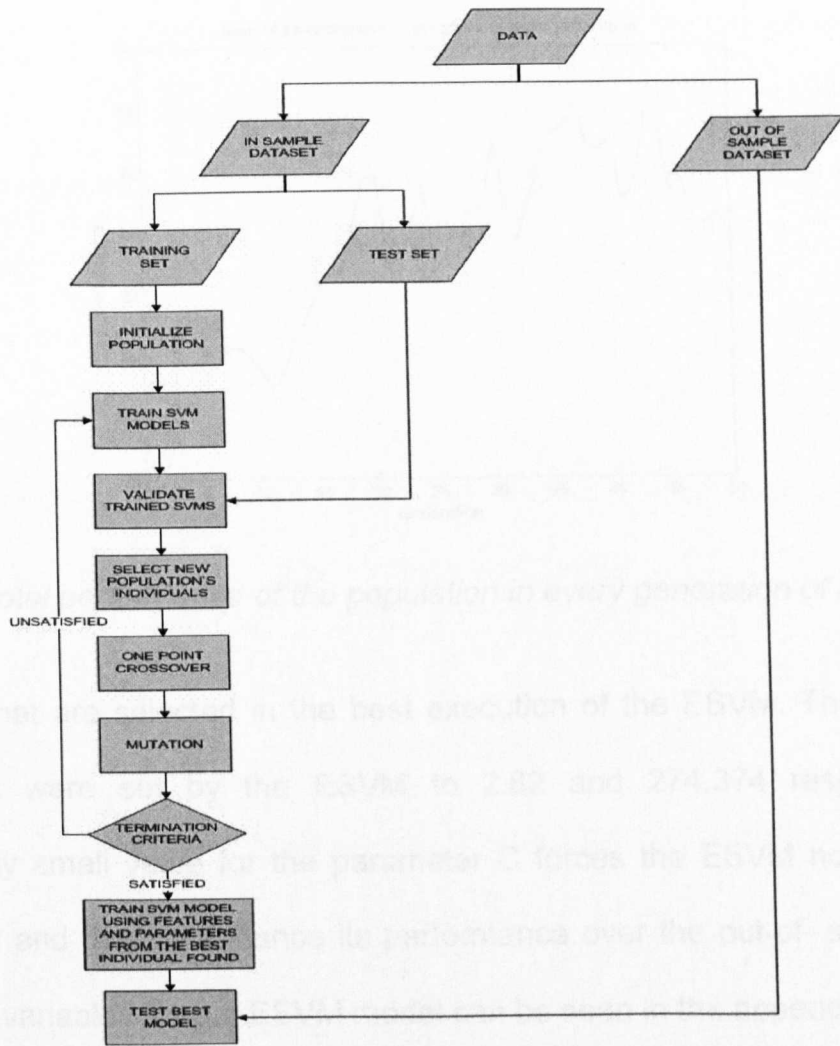 DATA
IN SAMPLE
DATASET
OUT OF
SAMPLE
DATASET
TRAINING
SET
TEST SET
INITIALIZE
POPULATION
TRAIN SVM
MODELS
VALIDATE
TRAINED SVMS
SELECT NEW
POPULATION'S
INDIVIDUALS
of the population in every generation of
UNSATISFIED
ONE POINT
CROSSOVER
are selected in the best execution of the ESVM.
MUTATION
were set by the ESVM to 2.82 and 274.374
TERMINATION
CRITERIA
small value for the parameter C forces the ESVM
SATISFIED
TRAIN SVM MODEL
USING FEATURES
AND PARAMETERS
FROM THE BEST
INDIVIDUAL FOUND
and its performance over the out of
TEST BEST
MODEL
ESVM model can be seen in the